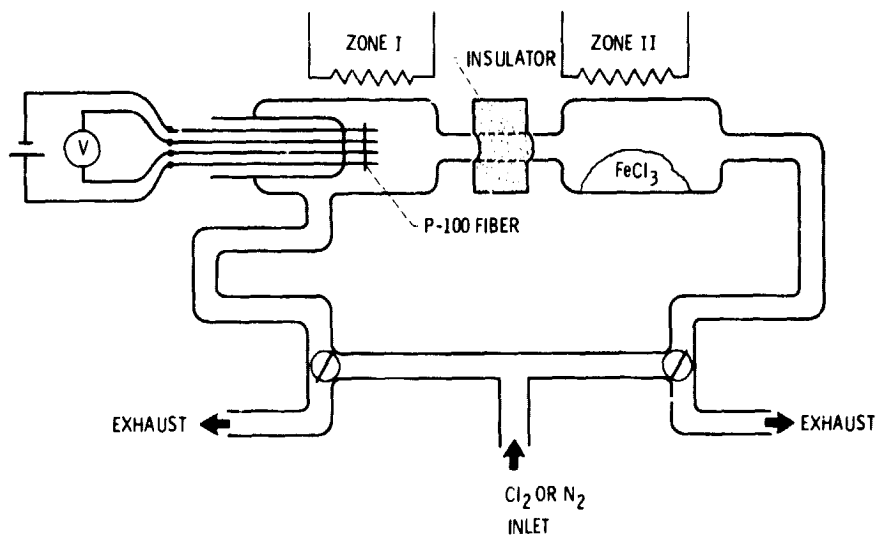 ZONE I
INSULATOR
ZONE II
V
FeCl3
P-100 FIBER
EXHAUST
EXHAUST
Cl2 OR N2
INLET